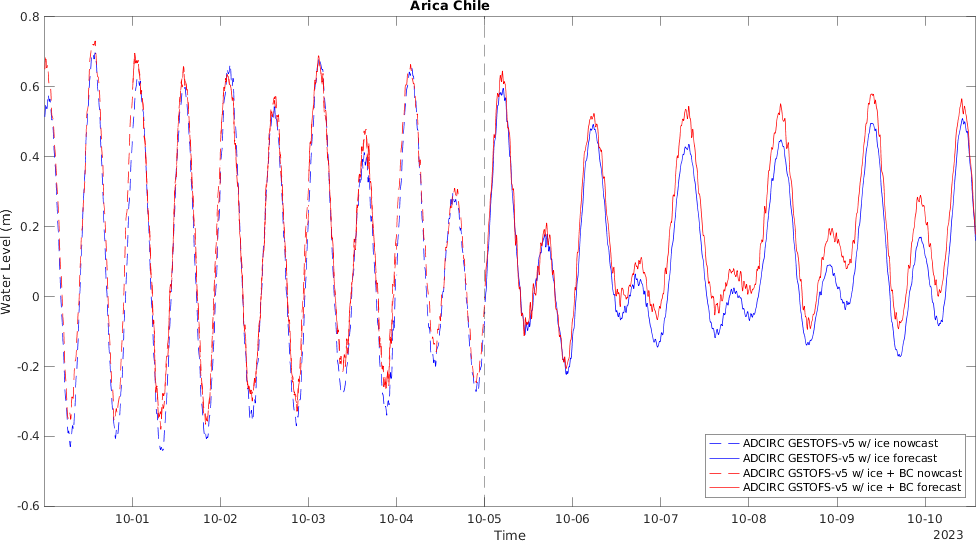 Arica Chile
0.8
0.6
0.4
0.2
0
-0.2
-0.4
-0.6
Water Level (m)
ADCIRC GESTOFS-v5 w/ ice nowcast
ADCIRC GESTOFS-v5 w/ ice forecast
ADCIRC GSTOFS-v5 w/ ice + BC nowcast
ADCIRC GSTOFS-v5 w/ ice + BC forecast
10-01 10-02 10-03 10-04 10-05 10-06 10-07 10-08 10-09 10-10
Time
2023